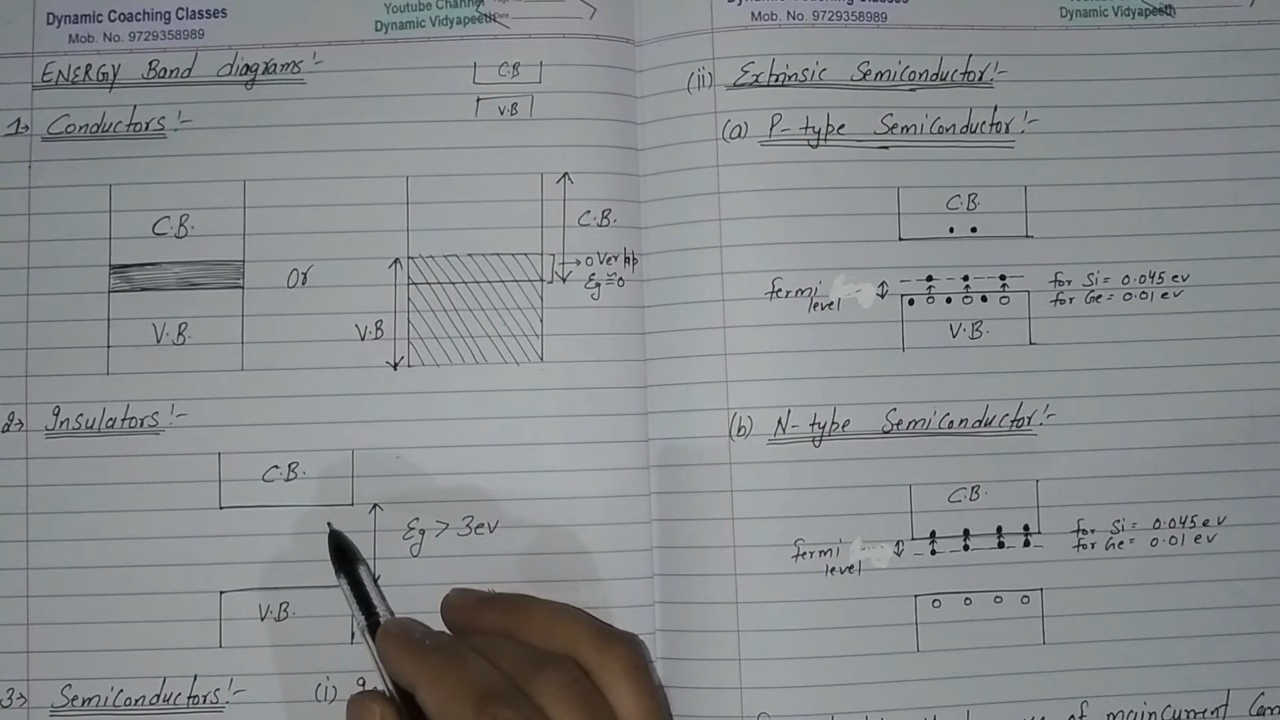 Dynamic Coaching Classes
Mob. No. 9729358989
Youtube Channel
Dynamic Vidyapeeth
ENERGY Band diagrams:-
C.B
V.B
1) Conductors:-
C.B.
V.B.
or
V.B
C.B.
→ overlap
Eg ≃ 0
2) Insulators:-
C.B.
Eg > 3ev
V.B.
3) Semiconductors:- (i)
Mob. No. 9729358989
Dynamic Vidyapeeth
(ii) Extrinsic Semiconductor:-
(a) P-type Semiconductor:-
C.B.
fermi level
for Si = 0.045 ev
for Ge = 0.01 ev
V.B.
(b) N-type Semiconductor:-
C.B.
fermi level
for Si = 0.045 ev
for Ge = 0.01 ev
of main current